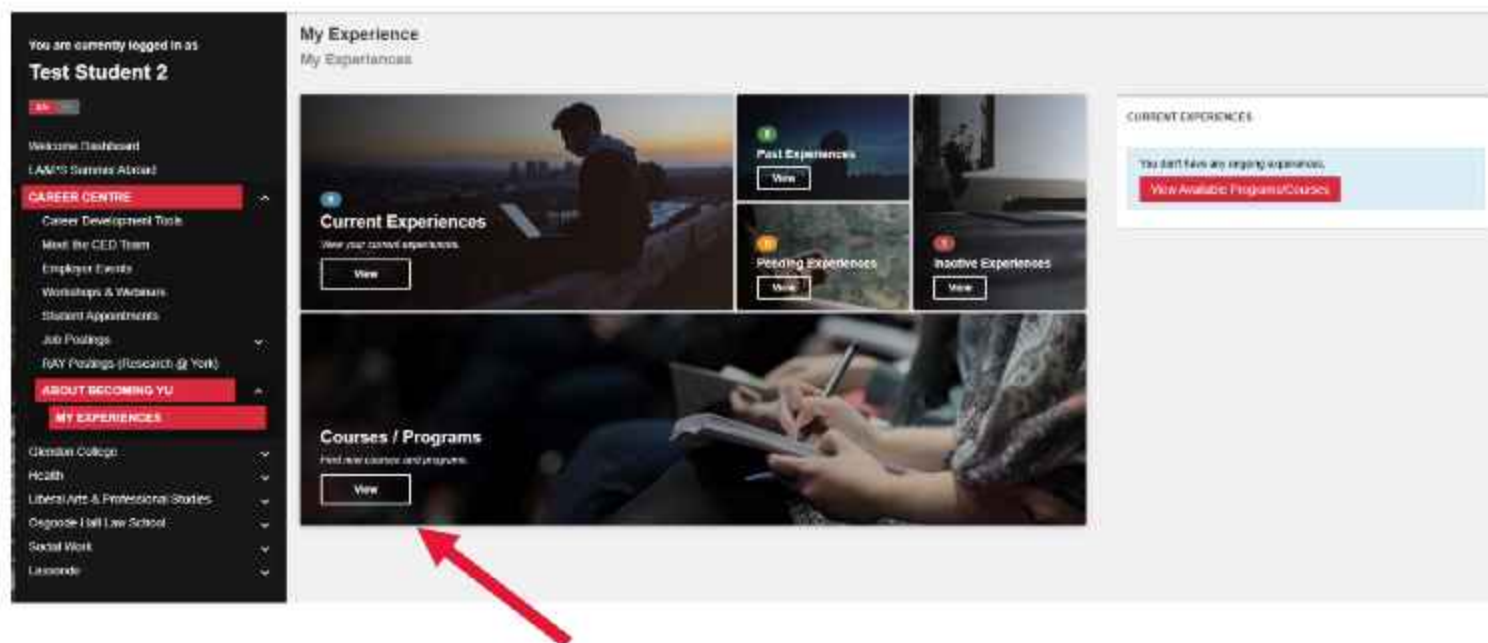 You are currently logged in as
Test Student 2
EN
Welcome Dashboard
LA&PS Summer Abroad
CAREER CENTRE
Career Development Tools
Meet the CED Team
Employer Events
Workshops & Webinars
Student Appointments
Job Postings
RAY Postings (Research @ York)
ABOUT BECOMING YU
MY EXPERIENCES
Glendon College
Health
Liberal Arts & Professional Studies
Osgoode Hall Law School
Social Work
Lassonde
My Experience
My Experiences
Current Experiences
View your current experiences.
View
Past Experiences
View
Pending Experiences
View
Inactive Experiences
View
Courses / Programs
Find new courses and programs.
View
CURRENT EXPERIENCES
You don't have any ongoing experiences.
View Available Programs/Courses